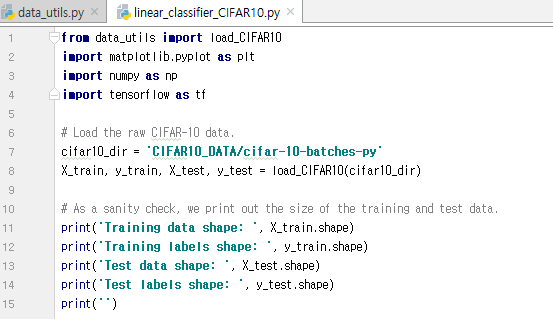 data_utils.py × linear_classifier_CIFAR10.py ×
1 from data_utils import load_CIFAR10
2 import matplotlib.pyplot as plt
3 import numpy as np
4 import tensorflow as tf
5
6 # Load the raw CIFAR-10 data.
7 cifar10_dir = 'CIFAR10_DATA/cifar-10-batches-py'
8 X_train, y_train, X_test, y_test = load_CIFAR10(cifar10_dir)
9
10 # As a sanity check, we print out the size of the training and test data.
11 print('Training data shape: ', X_train.shape)
12 print('Training labels shape: ', y_train.shape)
13 print('Test data shape: ', X_test.shape)
14 print('Test labels shape: ', y_test.shape)
15 print('')